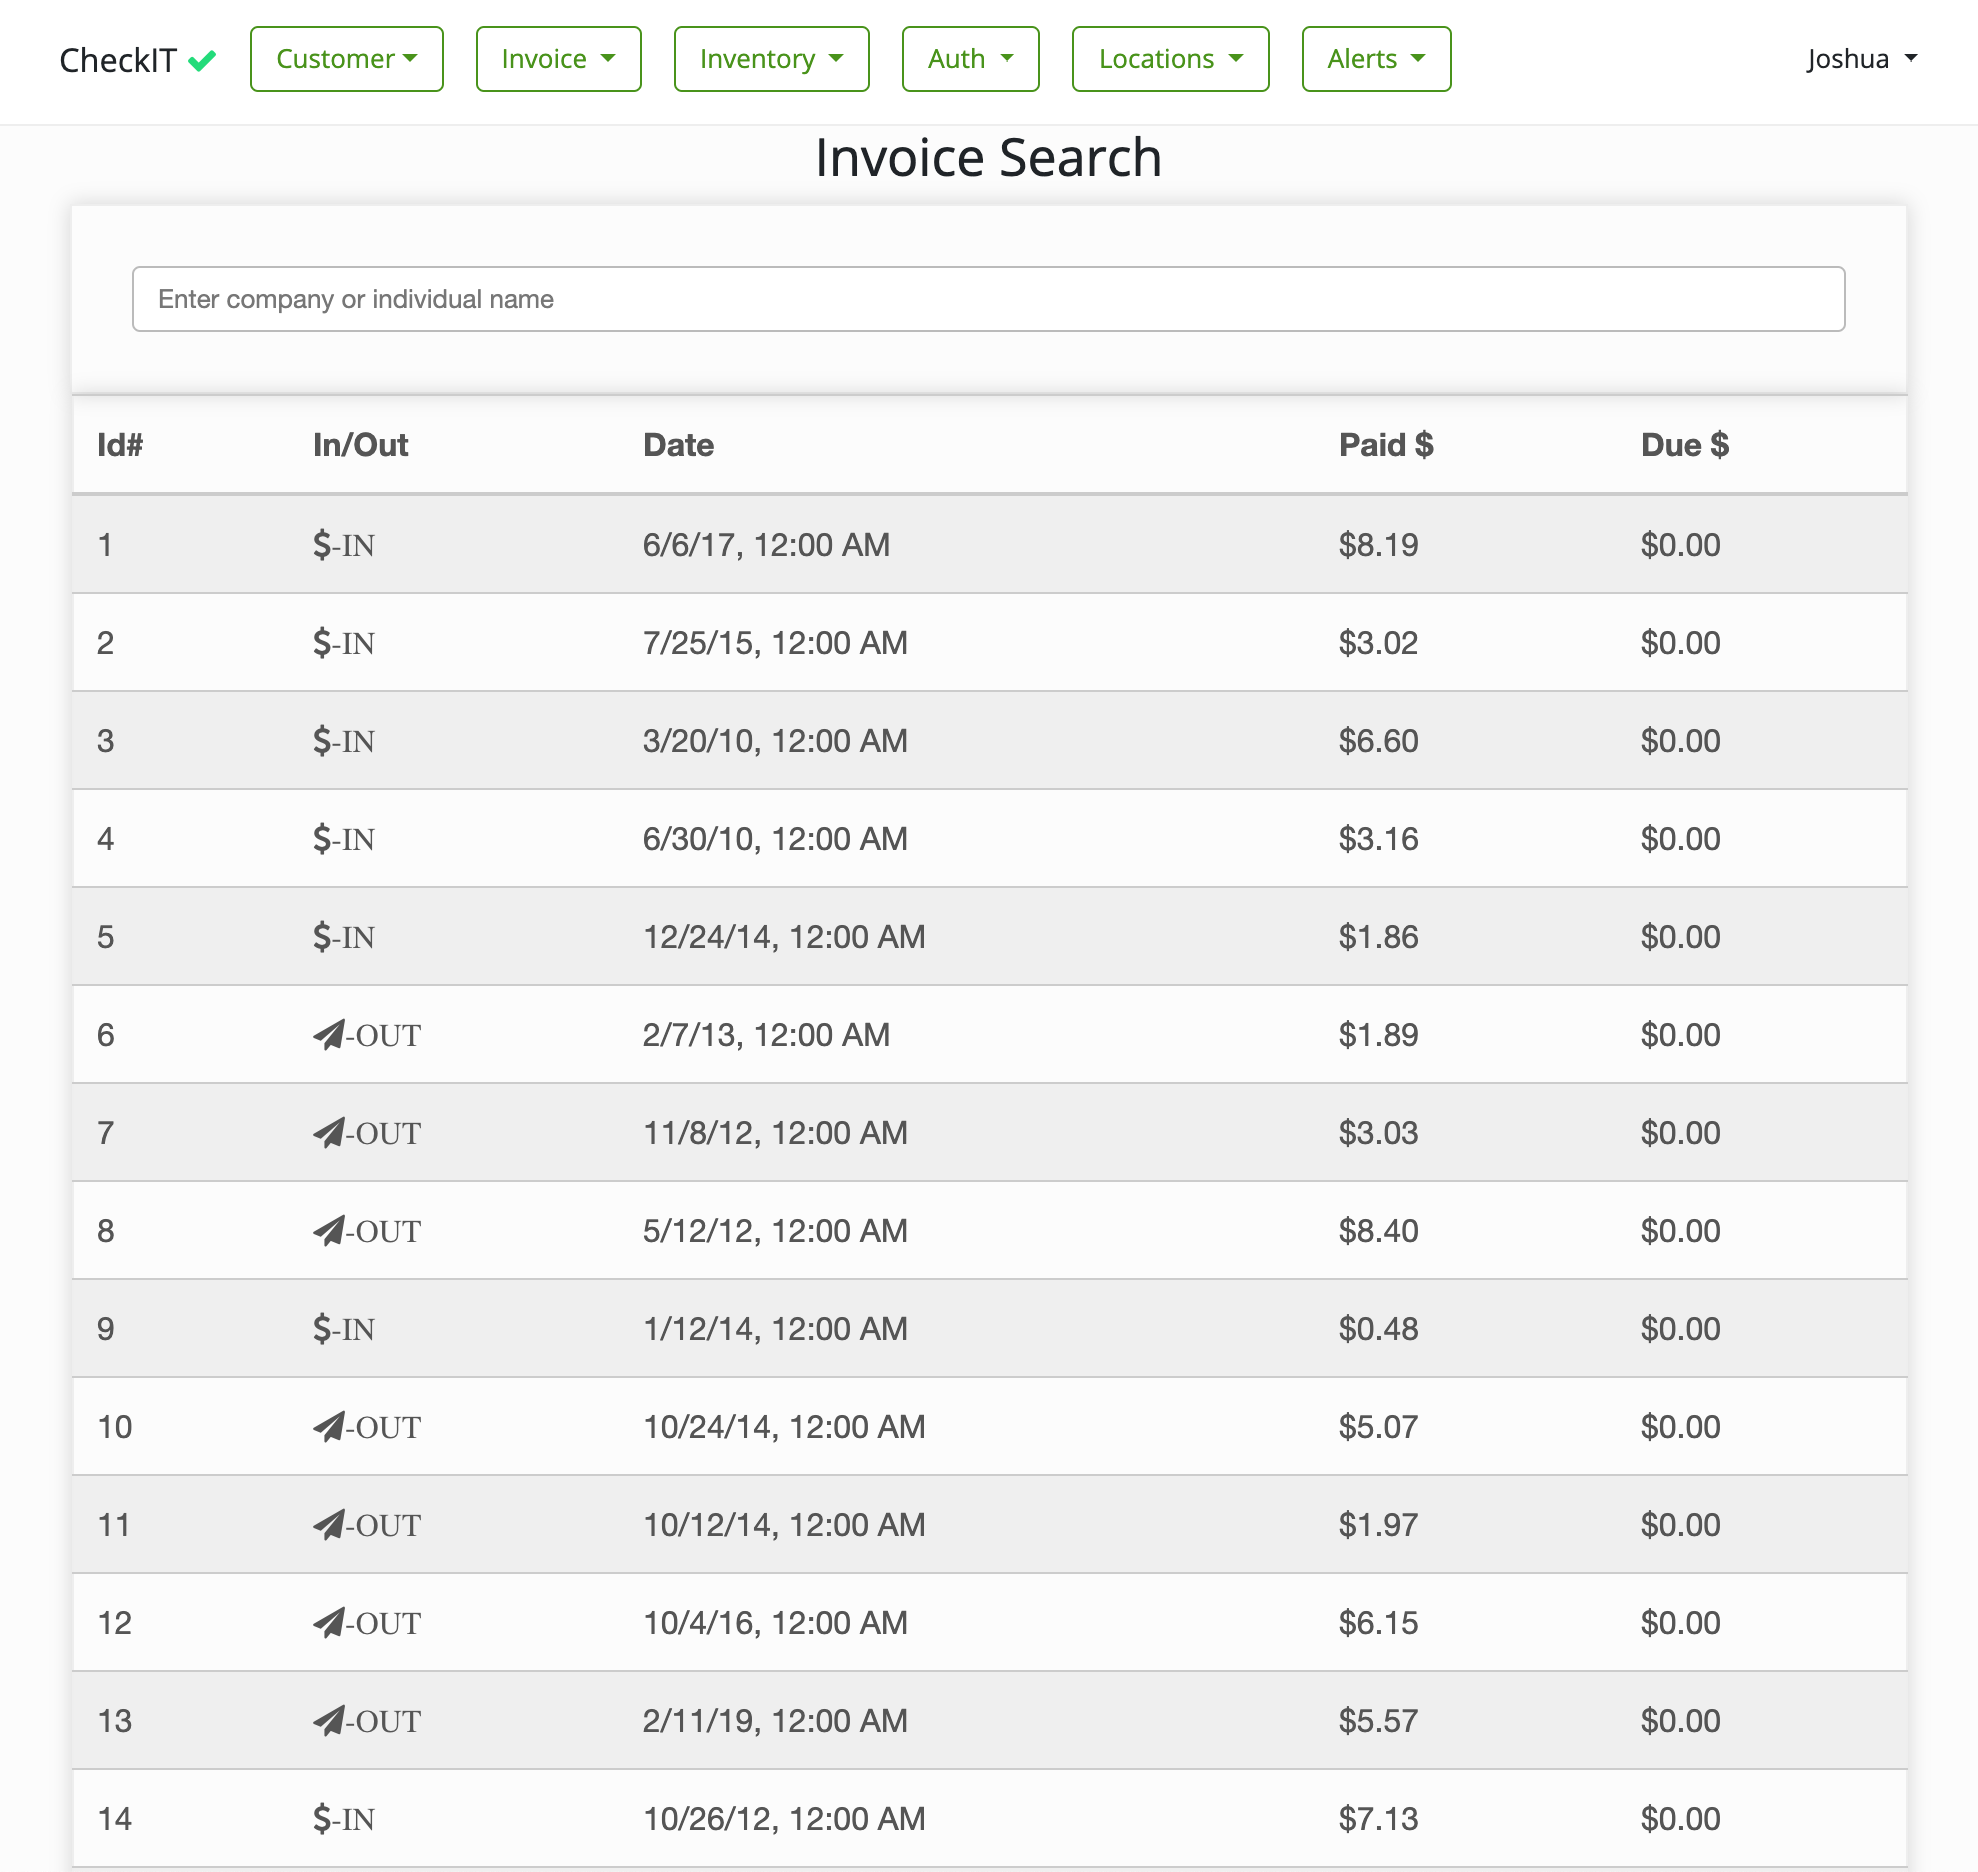 CheckIT Customer Invoice Inventory Auth Locations Alerts Joshua
Invoice Search
Enter company or individual name
Id# In/Out Date Paid $ Due $
1 $-IN 6/6/17, 12:00 AM $8.19 $0.00
2 $-IN 7/25/15, 12:00 AM $3.02 $0.00
3 $-IN 3/20/10, 12:00 AM $6.60 $0.00
4 $-IN 6/30/10, 12:00 AM $3.16 $0.00
5 $-IN 12/24/14, 12:00 AM $1.86 $0.00
6 -OUT 2/7/13, 12:00 AM $1.89 $0.00
7 -OUT 11/8/12, 12:00 AM $3.03 $0.00
8 -OUT 5/12/12, 12:00 AM $8.40 $0.00
9 $-IN 1/12/14, 12:00 AM $0.48 $0.00
10 -OUT 10/24/14, 12:00 AM $5.07 $0.00
11 -OUT 10/12/14, 12:00 AM $1.97 $0.00
12 -OUT 10/4/16, 12:00 AM $6.15 $0.00
13 -OUT 2/11/19, 12:00 AM $5.57 $0.00
14 $-IN 10/26/12, 12:00 AM $7.13 $0.00